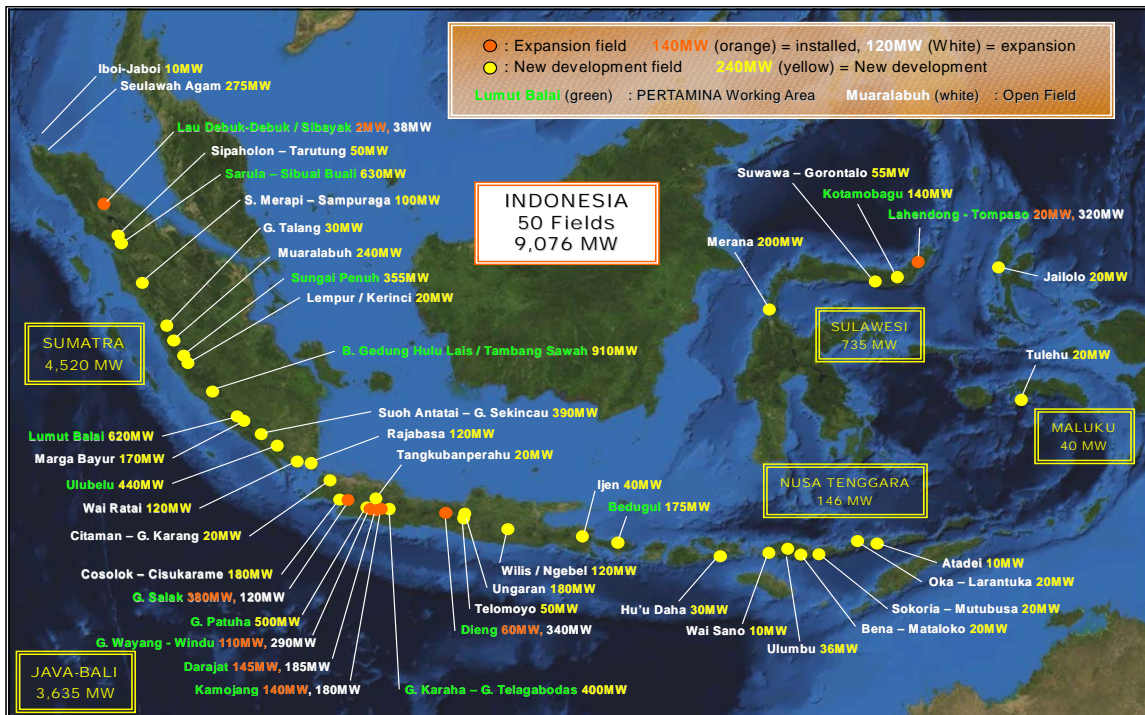 : Expansion field 140MW (orange) = installed, 120MW (White) = expansion
: New development field 240MW (yellow) = New development
Lumut Balai (green) : PERTAMINA Working Area Muaralabuh (white) : Open Field
Iboi-Jaboi 10MW
Seulawah Agam 275MW
Lau Debuk-Debuk / Sibayak 2MW, 38MW
Sipaholon – Tarutung 50MW
Sarula – Sibual Buali 630MW
S. Merapi – Sampuraga 100MW
G. Talang 30MW
Muaralabuh 240MW
Sungai Penuh 355MW
Lempur / Kerinci 20MW
SUMATRA
4,520 MW
B. Gedung Hulu Lais / Tambang Sawah 910MW
INDONESIA
50 Fields
9,076 MW
Suwawa – Gorontalo 55MW
Kotamobagu 140MW
Lahendong - Tompaso 20MW, 320MW
Merana 200MW
Jailolo 20MW
SULAWESI
735 MW
Tulehu 20MW
MALUKU
40 MW
Suoh Antatai – G. Sekincau 390MW
Lumut Balai 620MW
Rajabasa 120MW
Marga Bayur 170MW
Tangkubanperahu 20MW
Ulubelu 440MW
Wai Ratai 120MW
Citaman – G. Karang 20MW
Cosolok – Cisukarame 180MW
G. Salak 380MW, 120MW
G. Patuha 500MW
G. Wayang - Windu 110MW, 290MW
Darajat 145MW, 185MW
Kamojang 140MW, 180MW
JAVA-BALI
3,635 MW
G. Karaha – G. Telagabodas 400MW
Ijen 40MW
Bedugul 175MW
Wilis / Ngebel 120MW
Ungaran 180MW
Telomoyo 50MW
Dieng 60MW, 340MW
NUSA TENGGARA
146 MW
Hu'u Daha 30MW
Wai Sano 10MW
Ulumbu 36MW
Bena – Mataloko 20MW
Sokoria – Mutubusa 20MW
Oka – Larantuka 20MW
Atadei 10MW